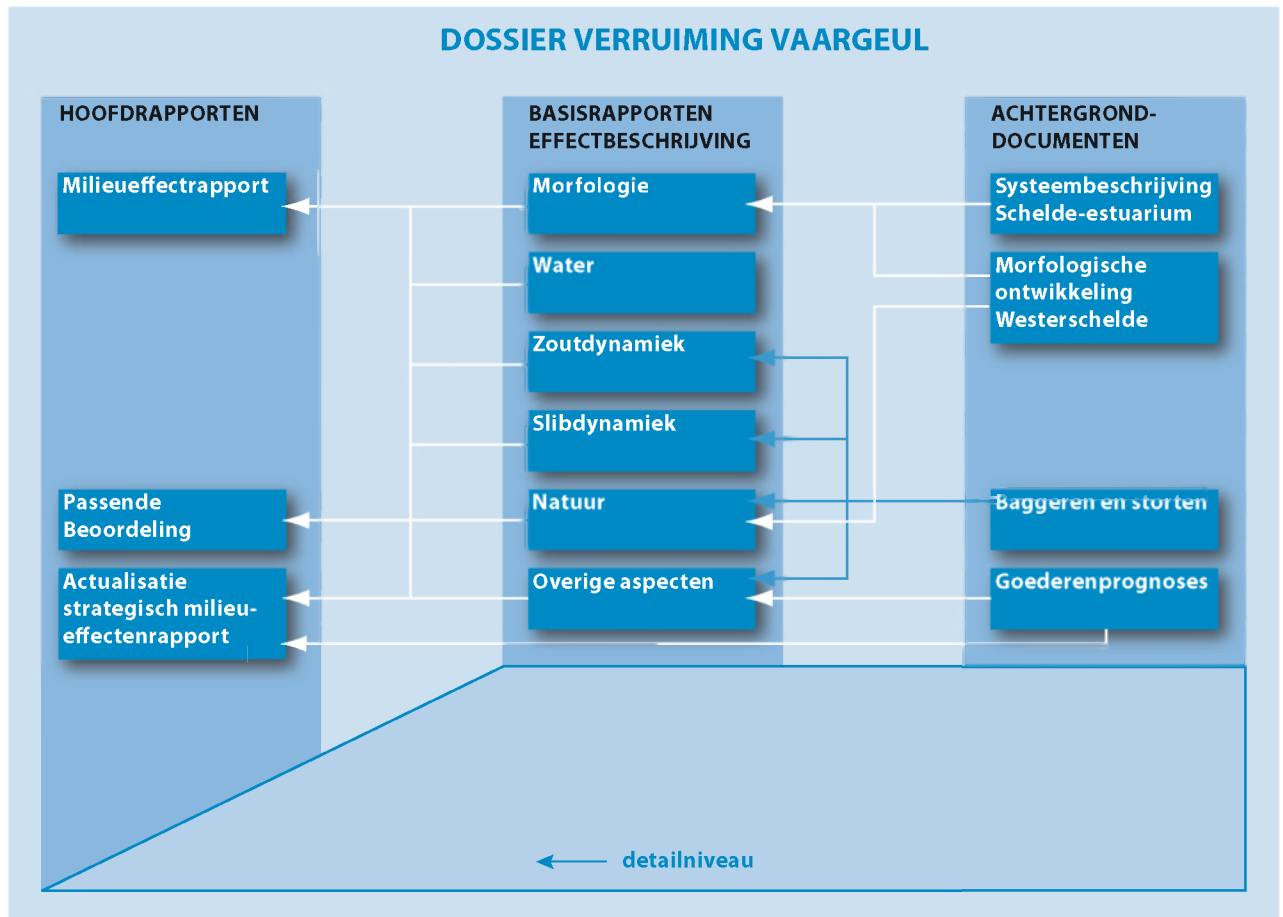 DOSSIER VERRUIMING VAARGEUL
HOOFDRAPPORTEN
Milieueffectrapport
Passende
Beoordeling
Actualisatie
strategisch milieu-
effectenrapport
BASISRAPPORTEN
EFFECTBESCHRIJVING
Morfologie
Water
Zoutdynamiek
Slibdynamiek
Natuur
Overige aspecten
ACHTERGROND-
DOCUMENTEN
Systeembeschrijving
Schelde-estuarium
Morfologische
ontwikkeling
Westerschelde
Baggeren en storten
Goederenprognoses
detailniveau